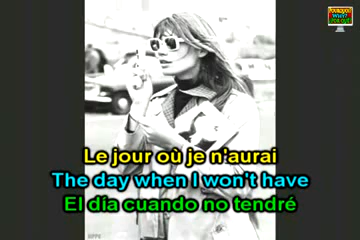 Le jour où je n'aurai
The day when I won't have
El día cuando no tendré